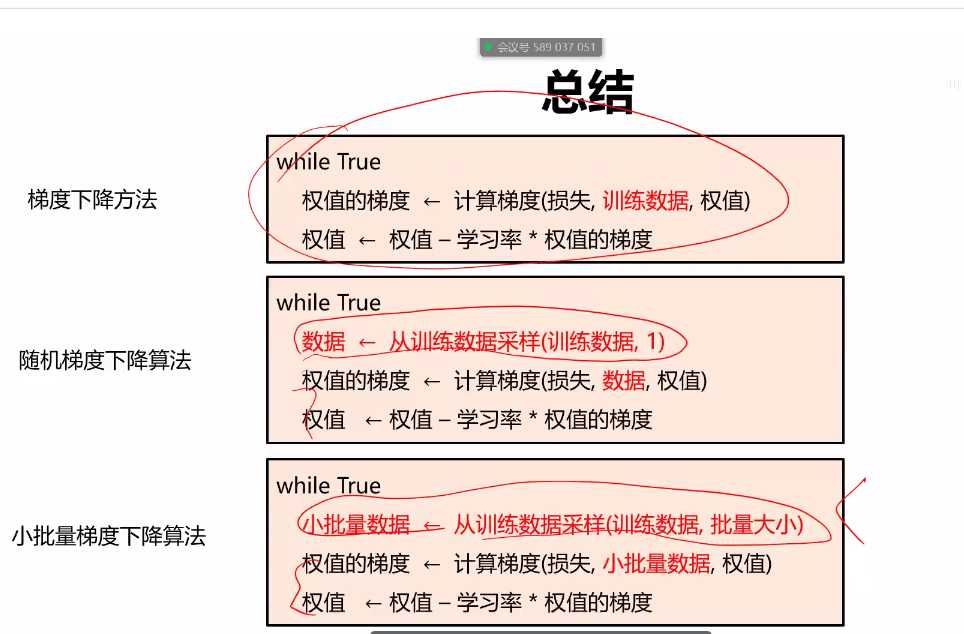 会议号 589 037 051
总结
梯度下降方法
while True
权值的梯度 ← 计算梯度(损失, 训练数据, 权值)
权值 ← 权值 – 学习率 * 权值的梯度
随机梯度下降算法
while True
数据 ← 从训练数据采样(训练数据, 1)
权值的梯度 ← 计算梯度(损失, 数据, 权值)
权值 ← 权值 – 学习率 * 权值的梯度
小批量梯度下降算法
while True
小批量数据 ← 从训练数据采样(训练数据, 批量大小)
权值的梯度 ← 计算梯度(损失, 小批量数据, 权值)
权值 ← 权值 – 学习率 * 权值的梯度